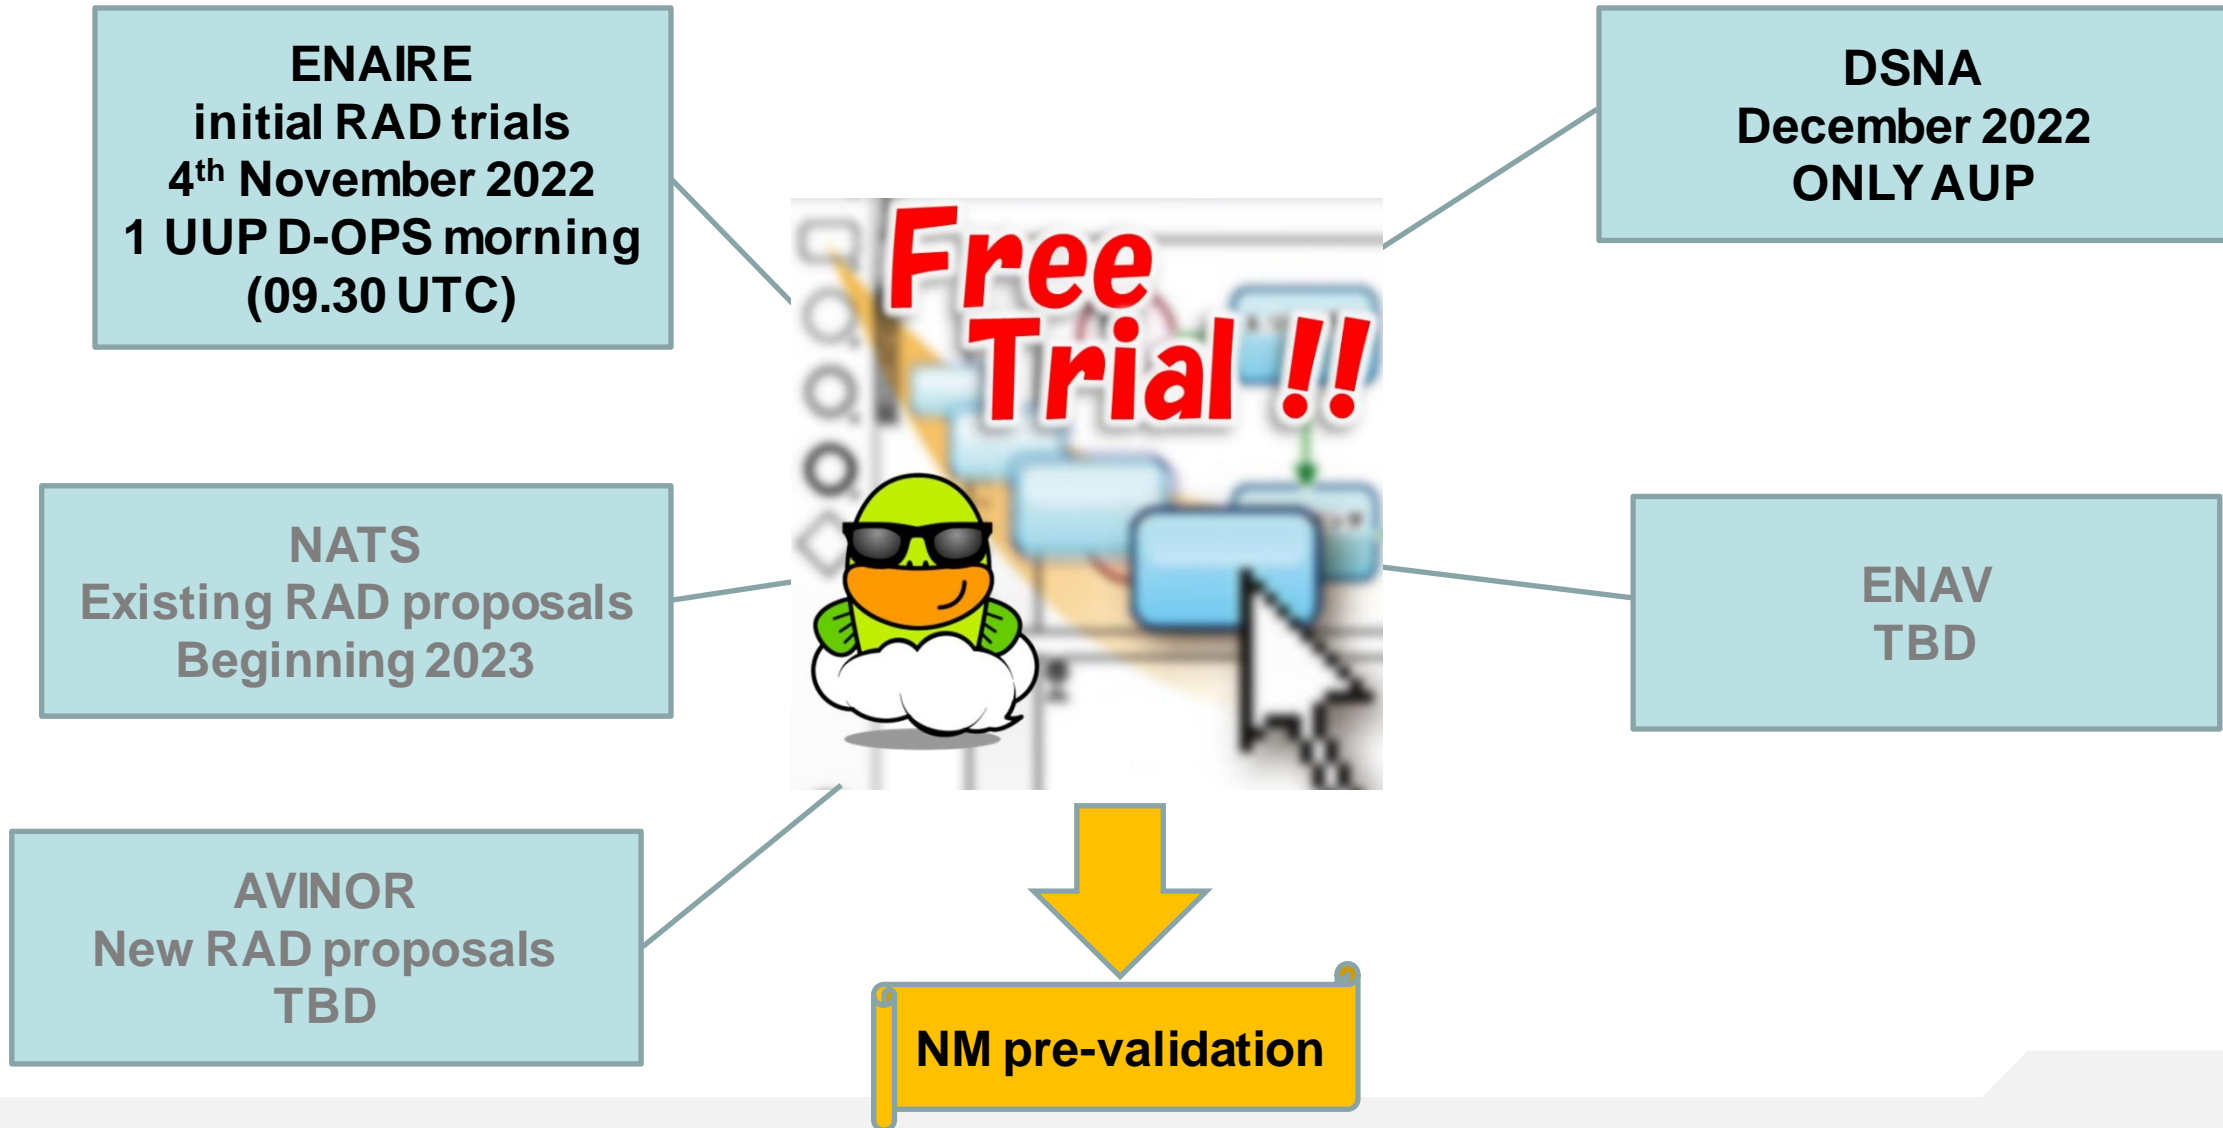 ENAIRE
initial RAD trials
4th November 2022
1 UUP D-OPS morning
(09.30 UTC)
DSNA
December 2022
ONLY AUP
Free
Trial !!
NATS
Existing RAD proposals
Beginning 2023
ENAV
TBD
AVINOR
New RAD proposals
TBD
NM pre-validation